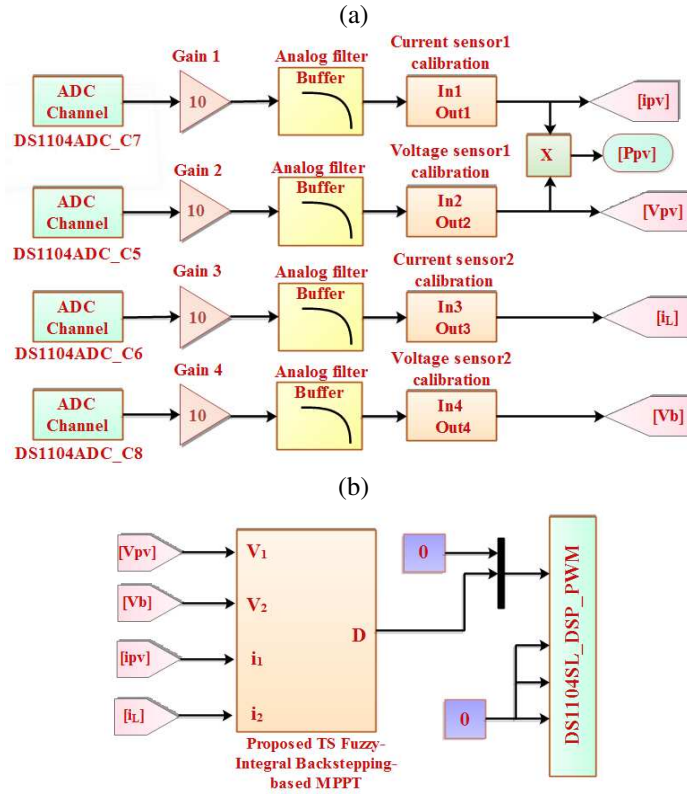 (a)
Current sensor1
calibration
Gain 1
Analog filter
Buffer
ADC
Channel
10
In1
Out1
[ipv]
DS1104ADC_C7
X
[Ppv]
Voltage sensor1
calibration
Gain 2
Analog filter
Buffer
ADC
Channel
10
In2
Out2
[Vpv]
DS1104ADC_C5
Current sensor2
calibration
Gain 3
Analog filter
Buffer
ADC
Channel
10
In3
Out3
[iL]
DS1104ADC_C6
Voltage sensor2
calibration
Gain 4
Analog filter
Buffer
ADC
Channel
10
In4
Out4
[Vb]
DS1104ADC_C8
(b)
[Vpv]
[Vb]
[ipv]
[iL]
V1
V2
i1
i2
D
Proposed TS Fuzzy-
Integral Backstepping-
based MPPT
0
0
DS1104SL_DSP_PWM